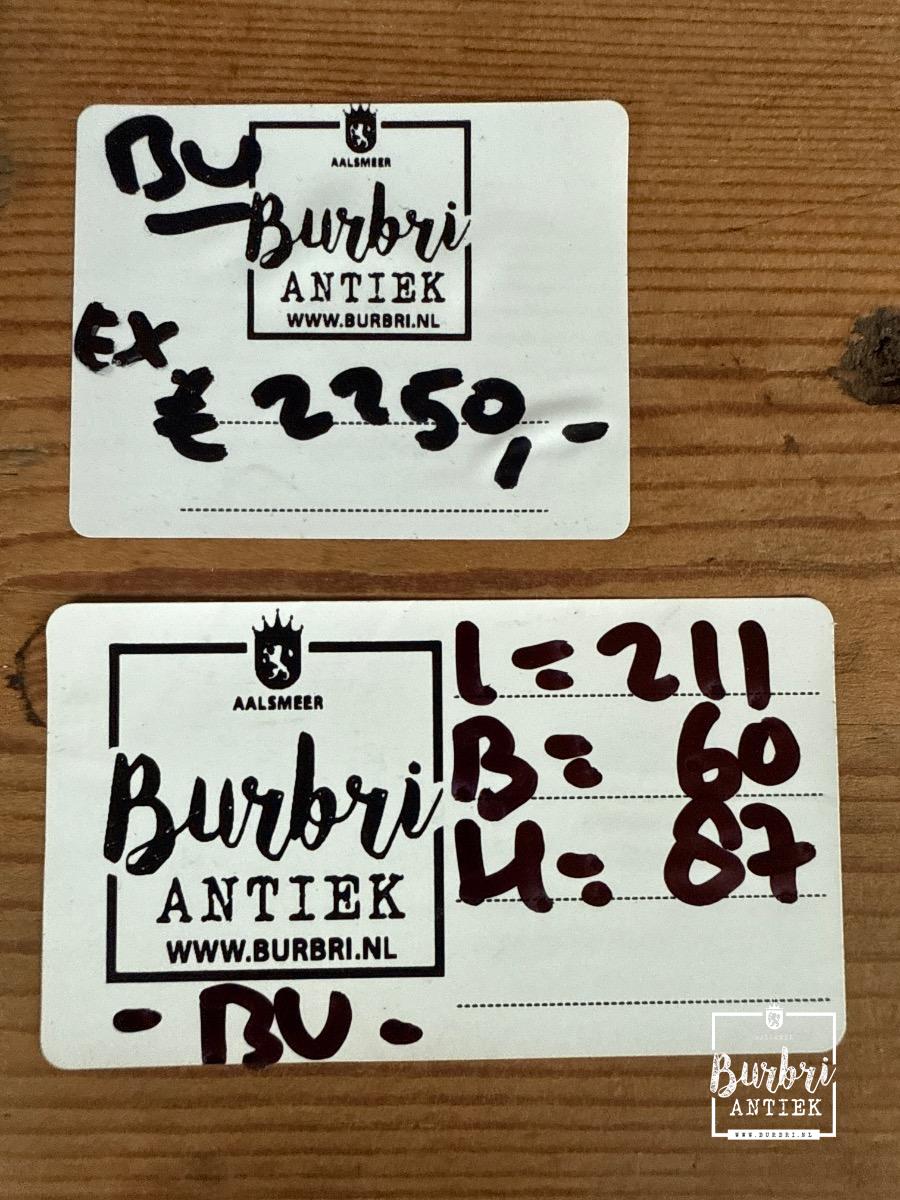 BU
AALSMEER
Burbri
ANTIEK
WWW.BURBRI.NL
EX
€ 2250,-
AALSMEER
Burbri
ANTIEK
WWW.BURBRI.NL
- BU -
L = 211
B = 60
H = 87
Burbri
ANTIEK
WWW.BURBRI.NL